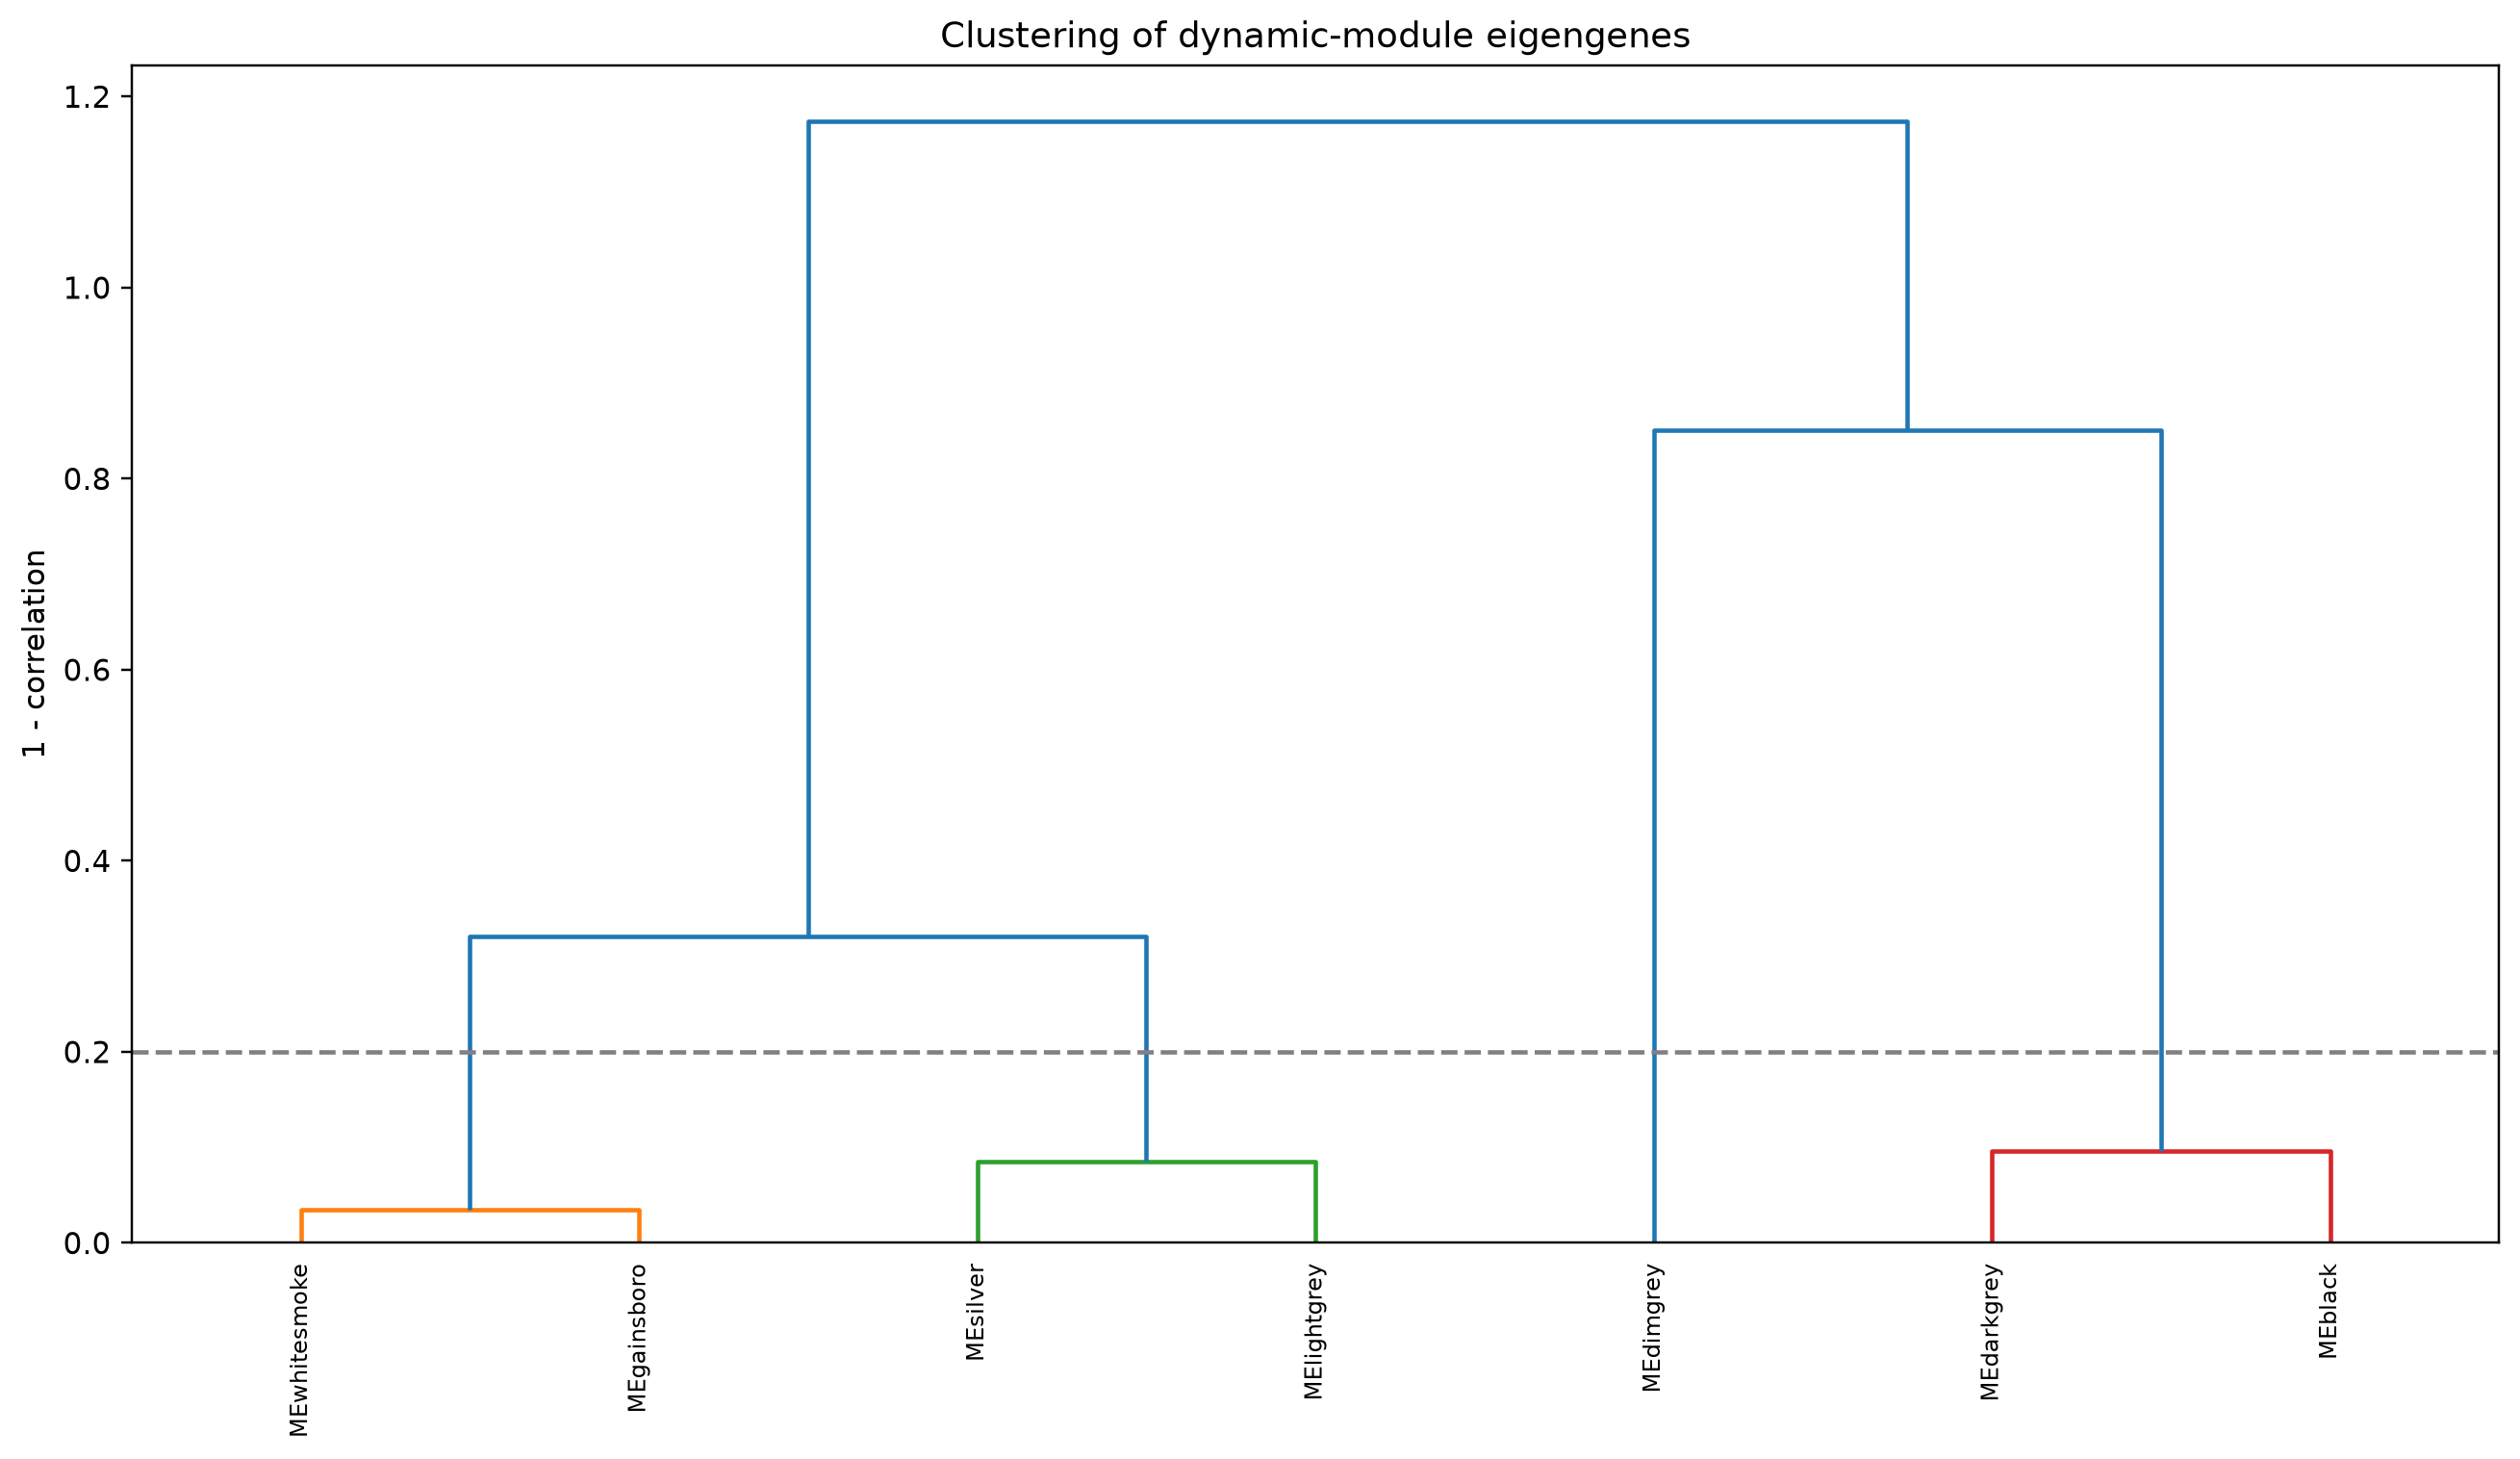 Clustering of dynamic-module eigengenes
1.2
1.0
0.8
0.6
0.4
0.2
0.0
1 - correlation
MEwhitesmoke
MEgainsboro
MEsilver
MElightgrey
MEdimgrey
MEdarkgrey
MEblack